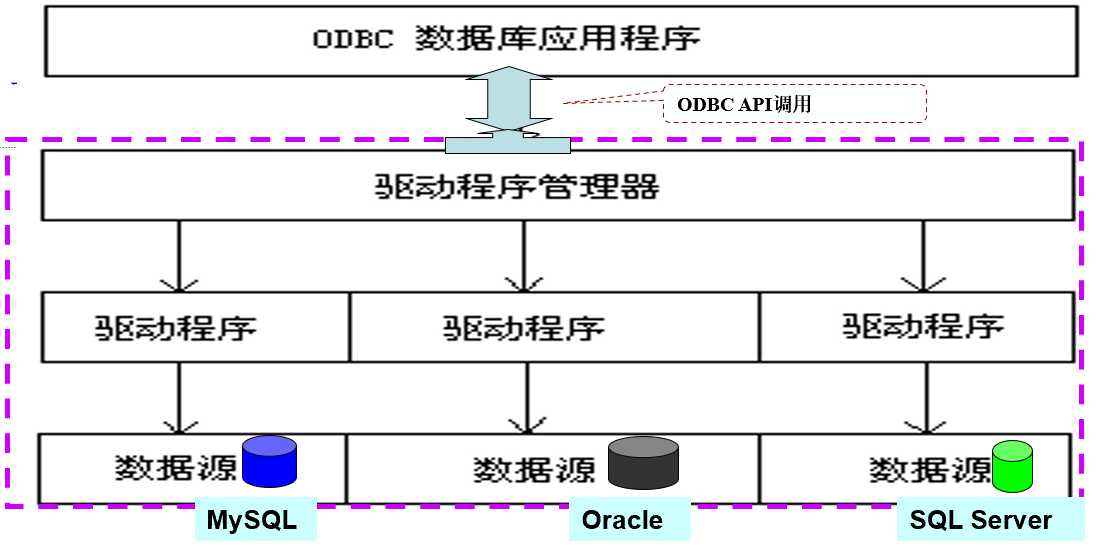 ODBC 数据库应用程序
ODBC API调用
驱动程序管理器
驱动程序 驱动程序 驱动程序
数据源 数据源 数据源
MySQL Oracle SQL Server